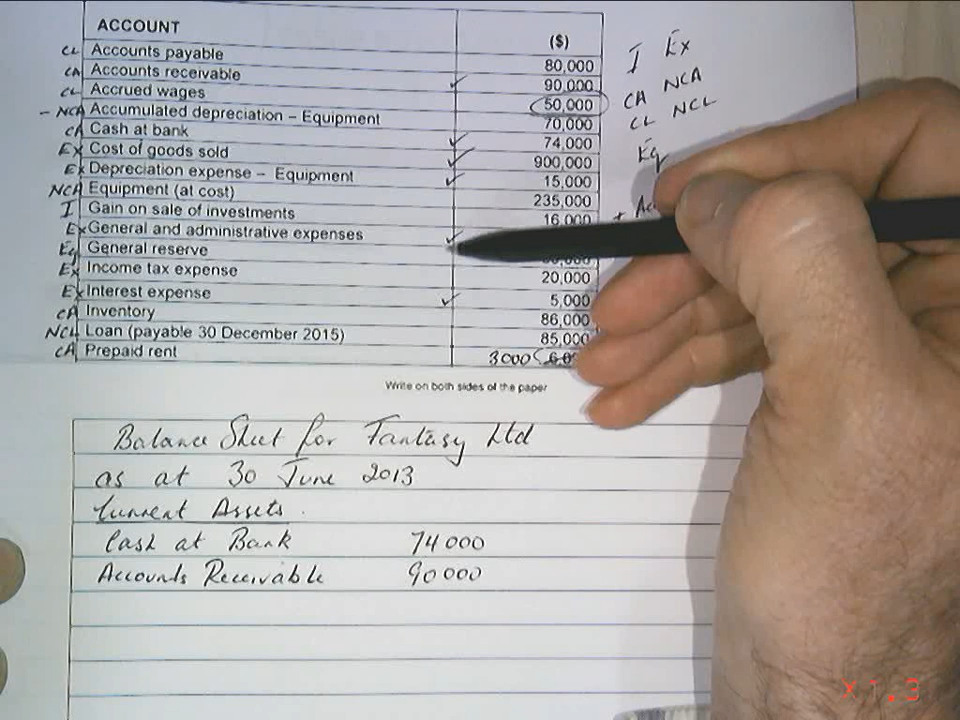 ACCOUNT ($)
CL Accounts payable 80,000
CA Accounts receivable ✓ 90,000
CL Accrued wages 50,000
- NCA Accumulated depreciation – Equipment 70,000
CA Cash at bank ✓ 74,000
Ex Cost of goods sold ✓ 900,000
Ex Depreciation expense – Equipment ✓ 15,000
NCA Equipment (at cost) 235,000
I Gain on sale of investments 16,000
Ex General and administrative expenses ✓
Eq General reserve
Ex Income tax expense 20,000
Ex Interest expense ✓ 5,000
CA Inventory 86,000
NCL Loan (payable 30 December 2015) 85,000
CA Prepaid rent 3000
I Ex
CA NCA
CL NCL
Eq
+
Write on both sides of the paper
Balance Sheet for Fantasy Ltd
as at 30 June 2013
Current Assets.
Cash at Bank 74000
Accounts Receivable 90000
X1.3